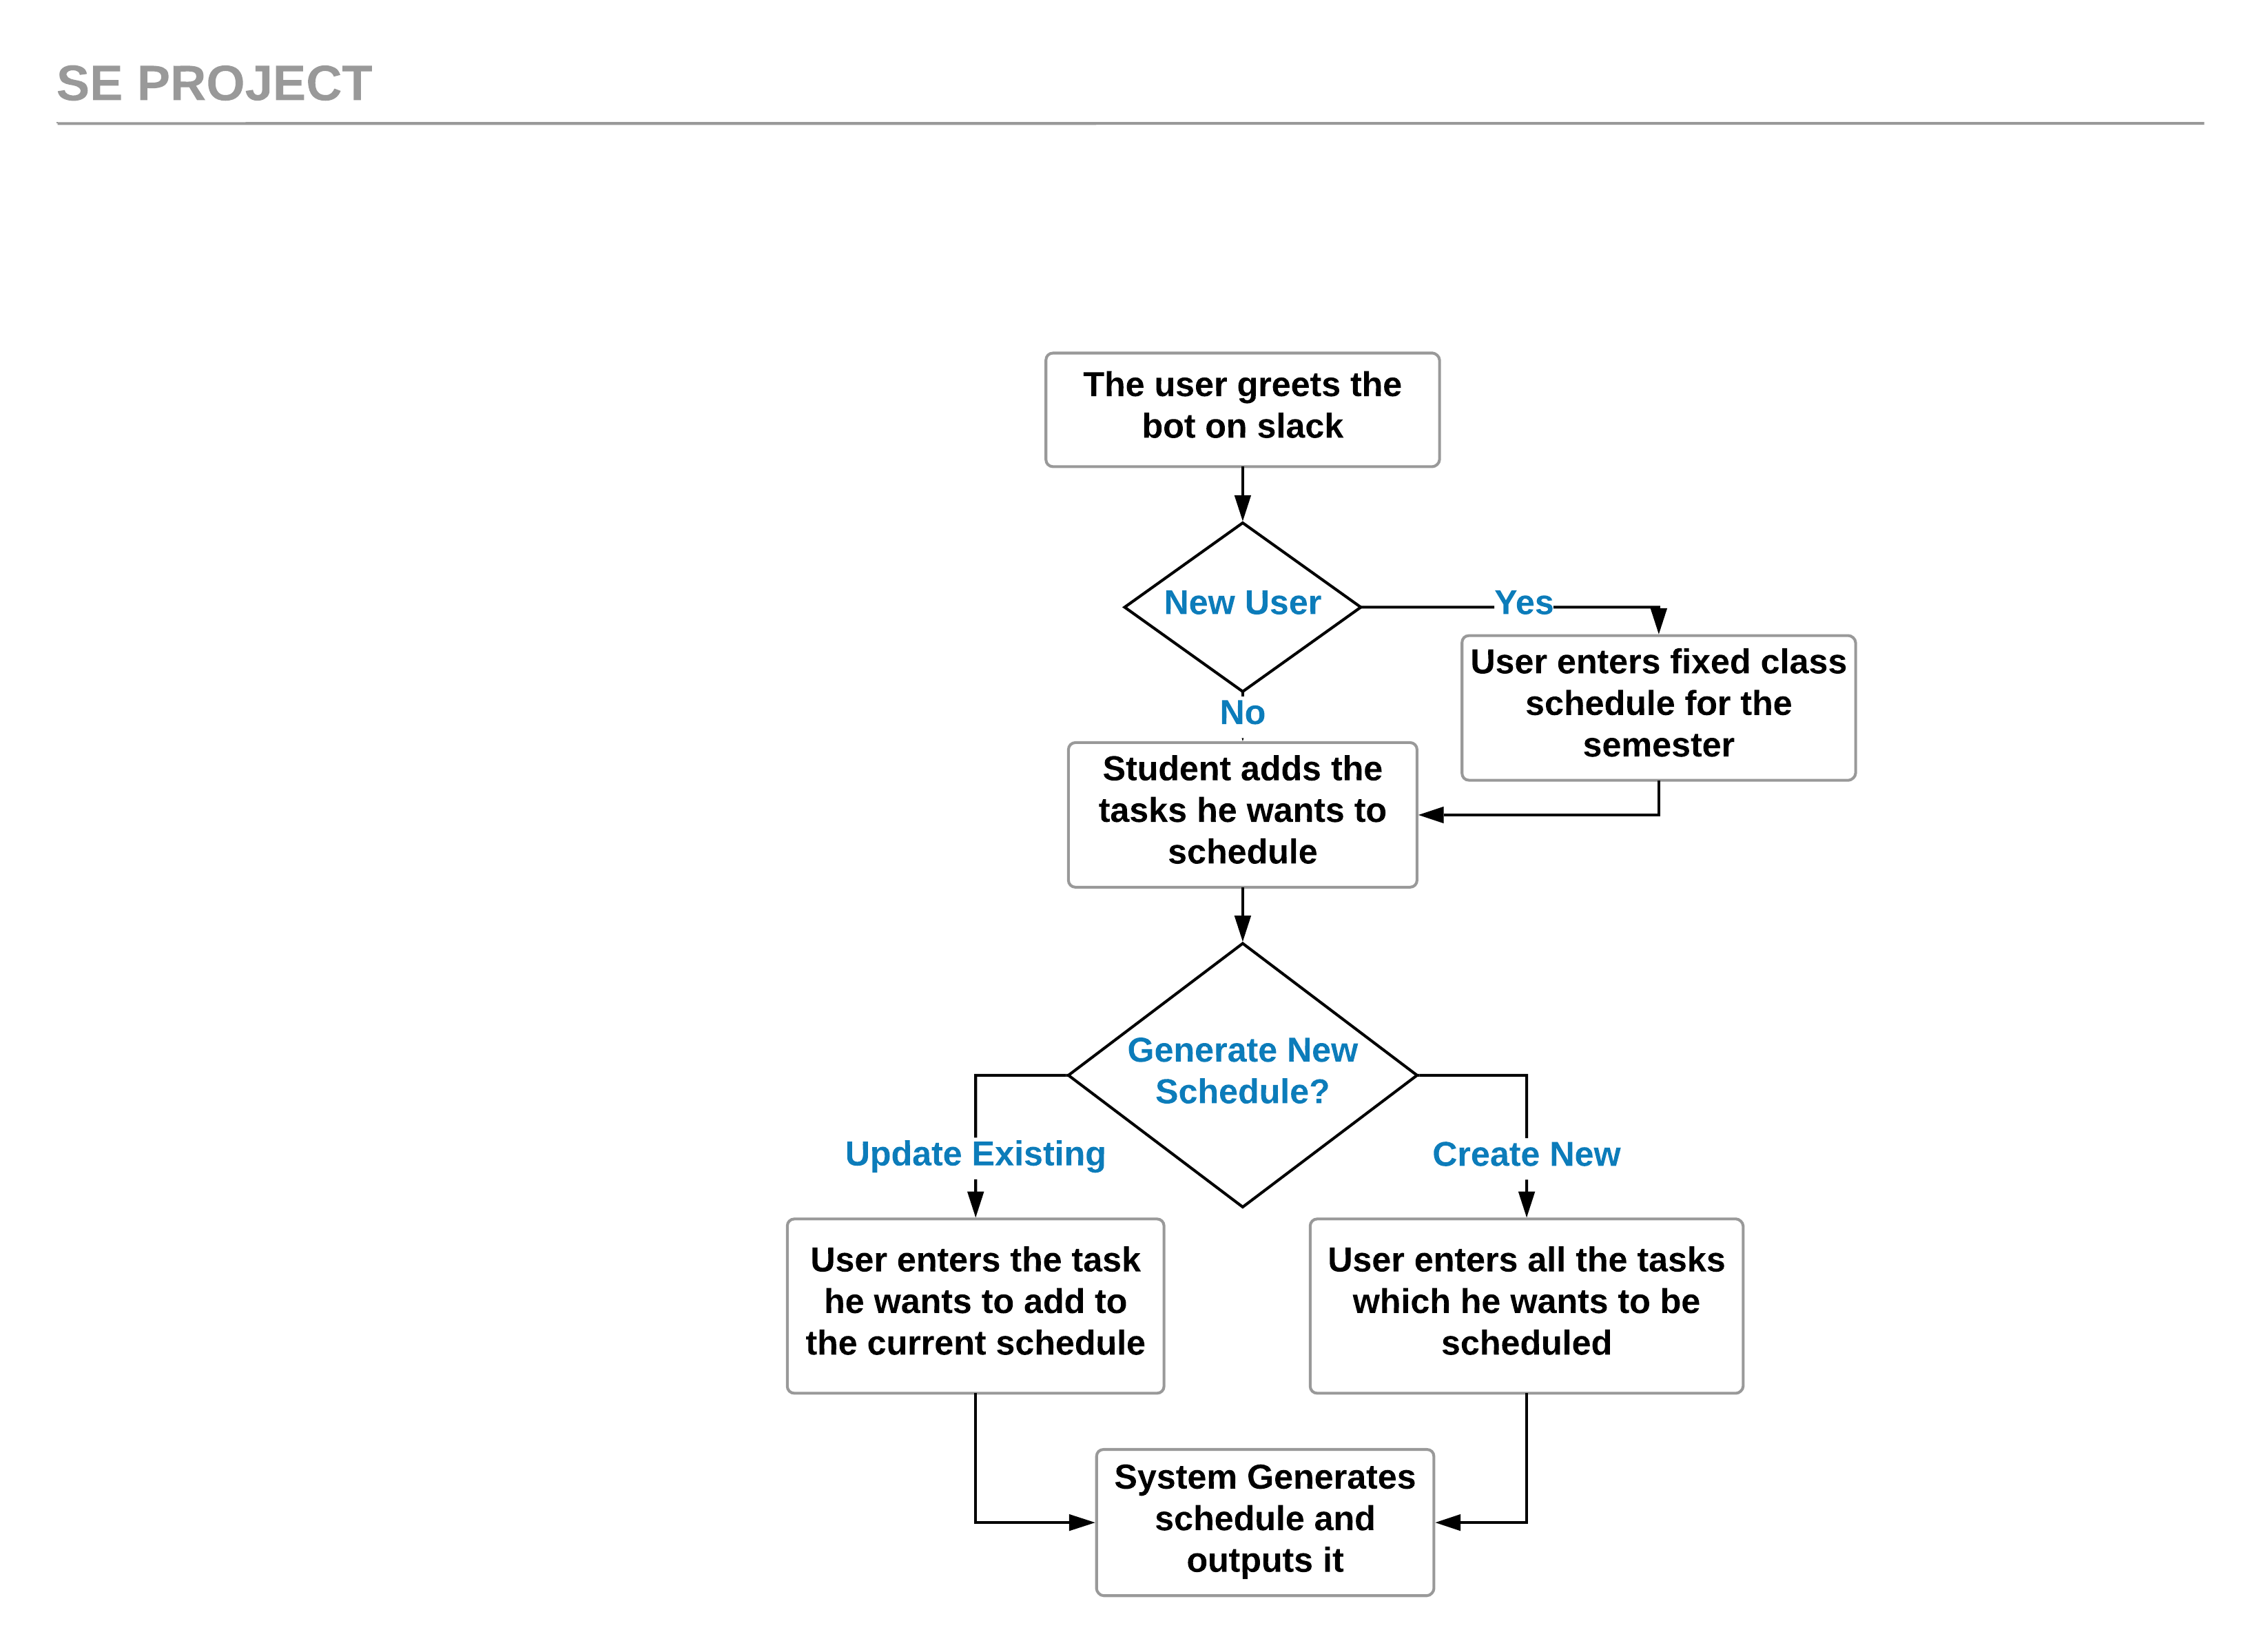 SE PROJECT
The user greets the
bot on slack
New User
Yes
User enters fixed class
schedule for the
semester
No
Student adds the
tasks he wants to
schedule
Generate New
Schedule?
Update Existing
Create New
User enters the task
he wants to add to
the current schedule
User enters all the tasks
which he wants to be
scheduled
System Generates
schedule and
outputs it